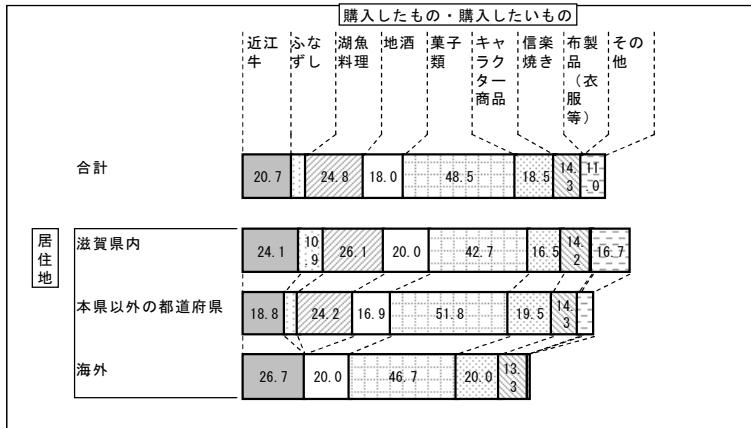 購入したもの・購入したいもの
近江
牛
ふな
ずし
湖魚
料理
地酒
菓子
類
キャ
ラク
ター
商品
信楽
焼き
布製
品
（衣
服
等）
その
他
合計
20.7
24.8
18.0
48.5
18.5
14.
3
11
.0
居住地
滋賀県内
24.1
10
.9
26.1
20.0
42.7
16.5
14.
2
16.7
本県以外の都道府県
18.8
24.2
16.9
51.8
19.5
14.
3
海外
26.7
20.0
46.7
20.0
13.
3